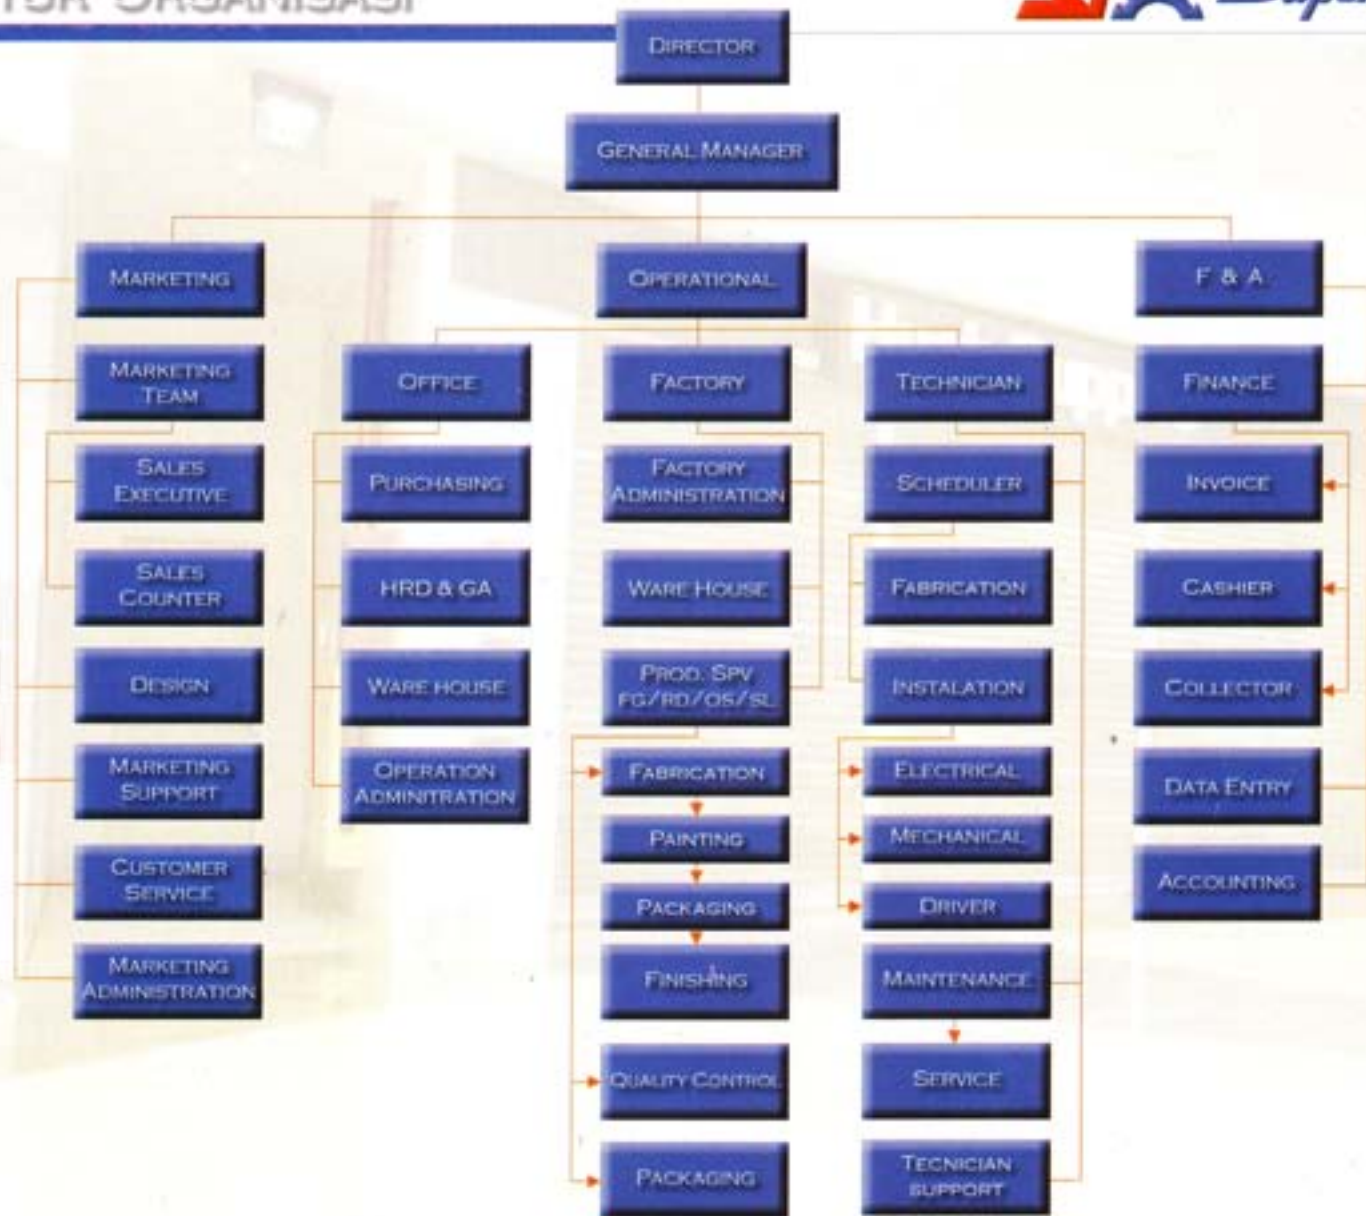 ORGANISASI
DIRECTOR
GENERAL MANAGER
MARKETING
OPERATIONAL
F & A
MARKETING
TEAM
OFFICE
FACTORY
TECHNICIAN
FINANCE
SALES
EXECUTIVE
PURCHASING
FACTORY
ADMINISTRATION
SCHEDULER
INVOICE
SALES
COUNTER
HRD & GA
WARE HOUSE
FABRICATION
CASHIER
DESIGN
WARE HOUSE
PROD. SPV
FG/RD/OS/SL
INSTALATION
COLLECTOR
MARKETING
SUPPORT
OPERATION
ADMINITRATION
FABRICATION
ELECTRICAL
DATA ENTRY
PAINTING
MECHANICAL
CUSTOMER
SERVICE
PACKAGING
DRIVER
ACCOUNTING
MARKETING
ADMINISTRATION
FINISHING
MAINTENANCE
QUALITY CONTROL
SERVICE
PACKAGING
TECNICIAN
SUPPORT